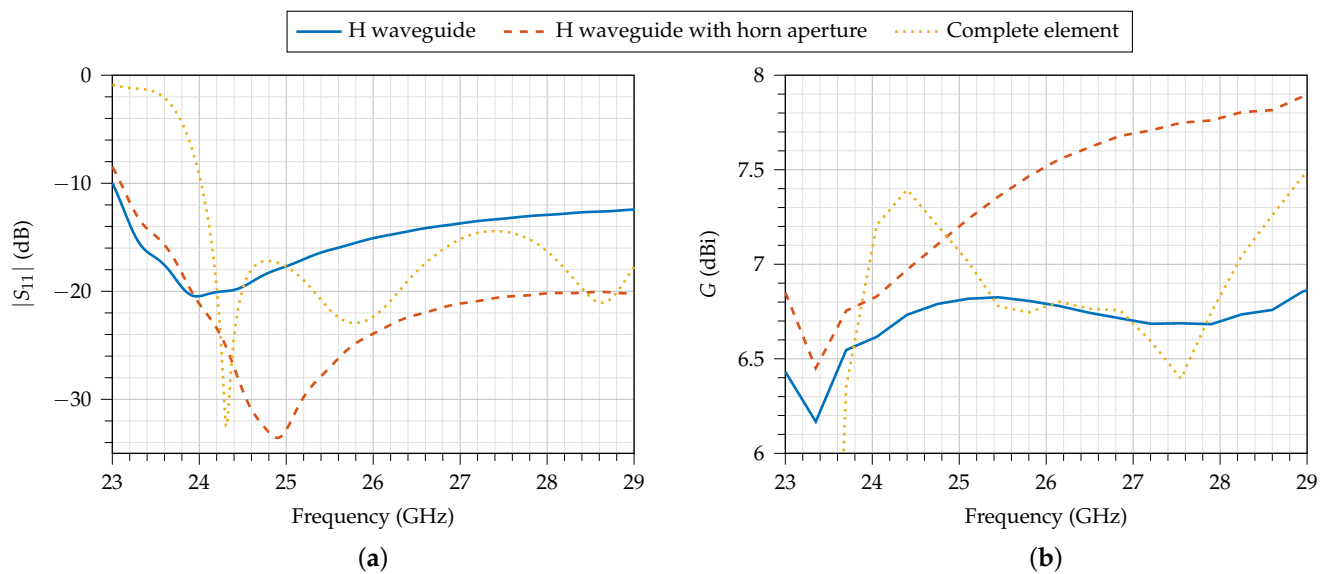 H waveguide H waveguide with horn aperture Complete element
0
−10
−20
−30
|S11| (dB)
23 24 25 26 27 28 29
Frequency (GHz)
(a)
8
7.5
7
6.5
6
G (dBi)
23 24 25 26 27 28 29
Frequency (GHz)
(b)